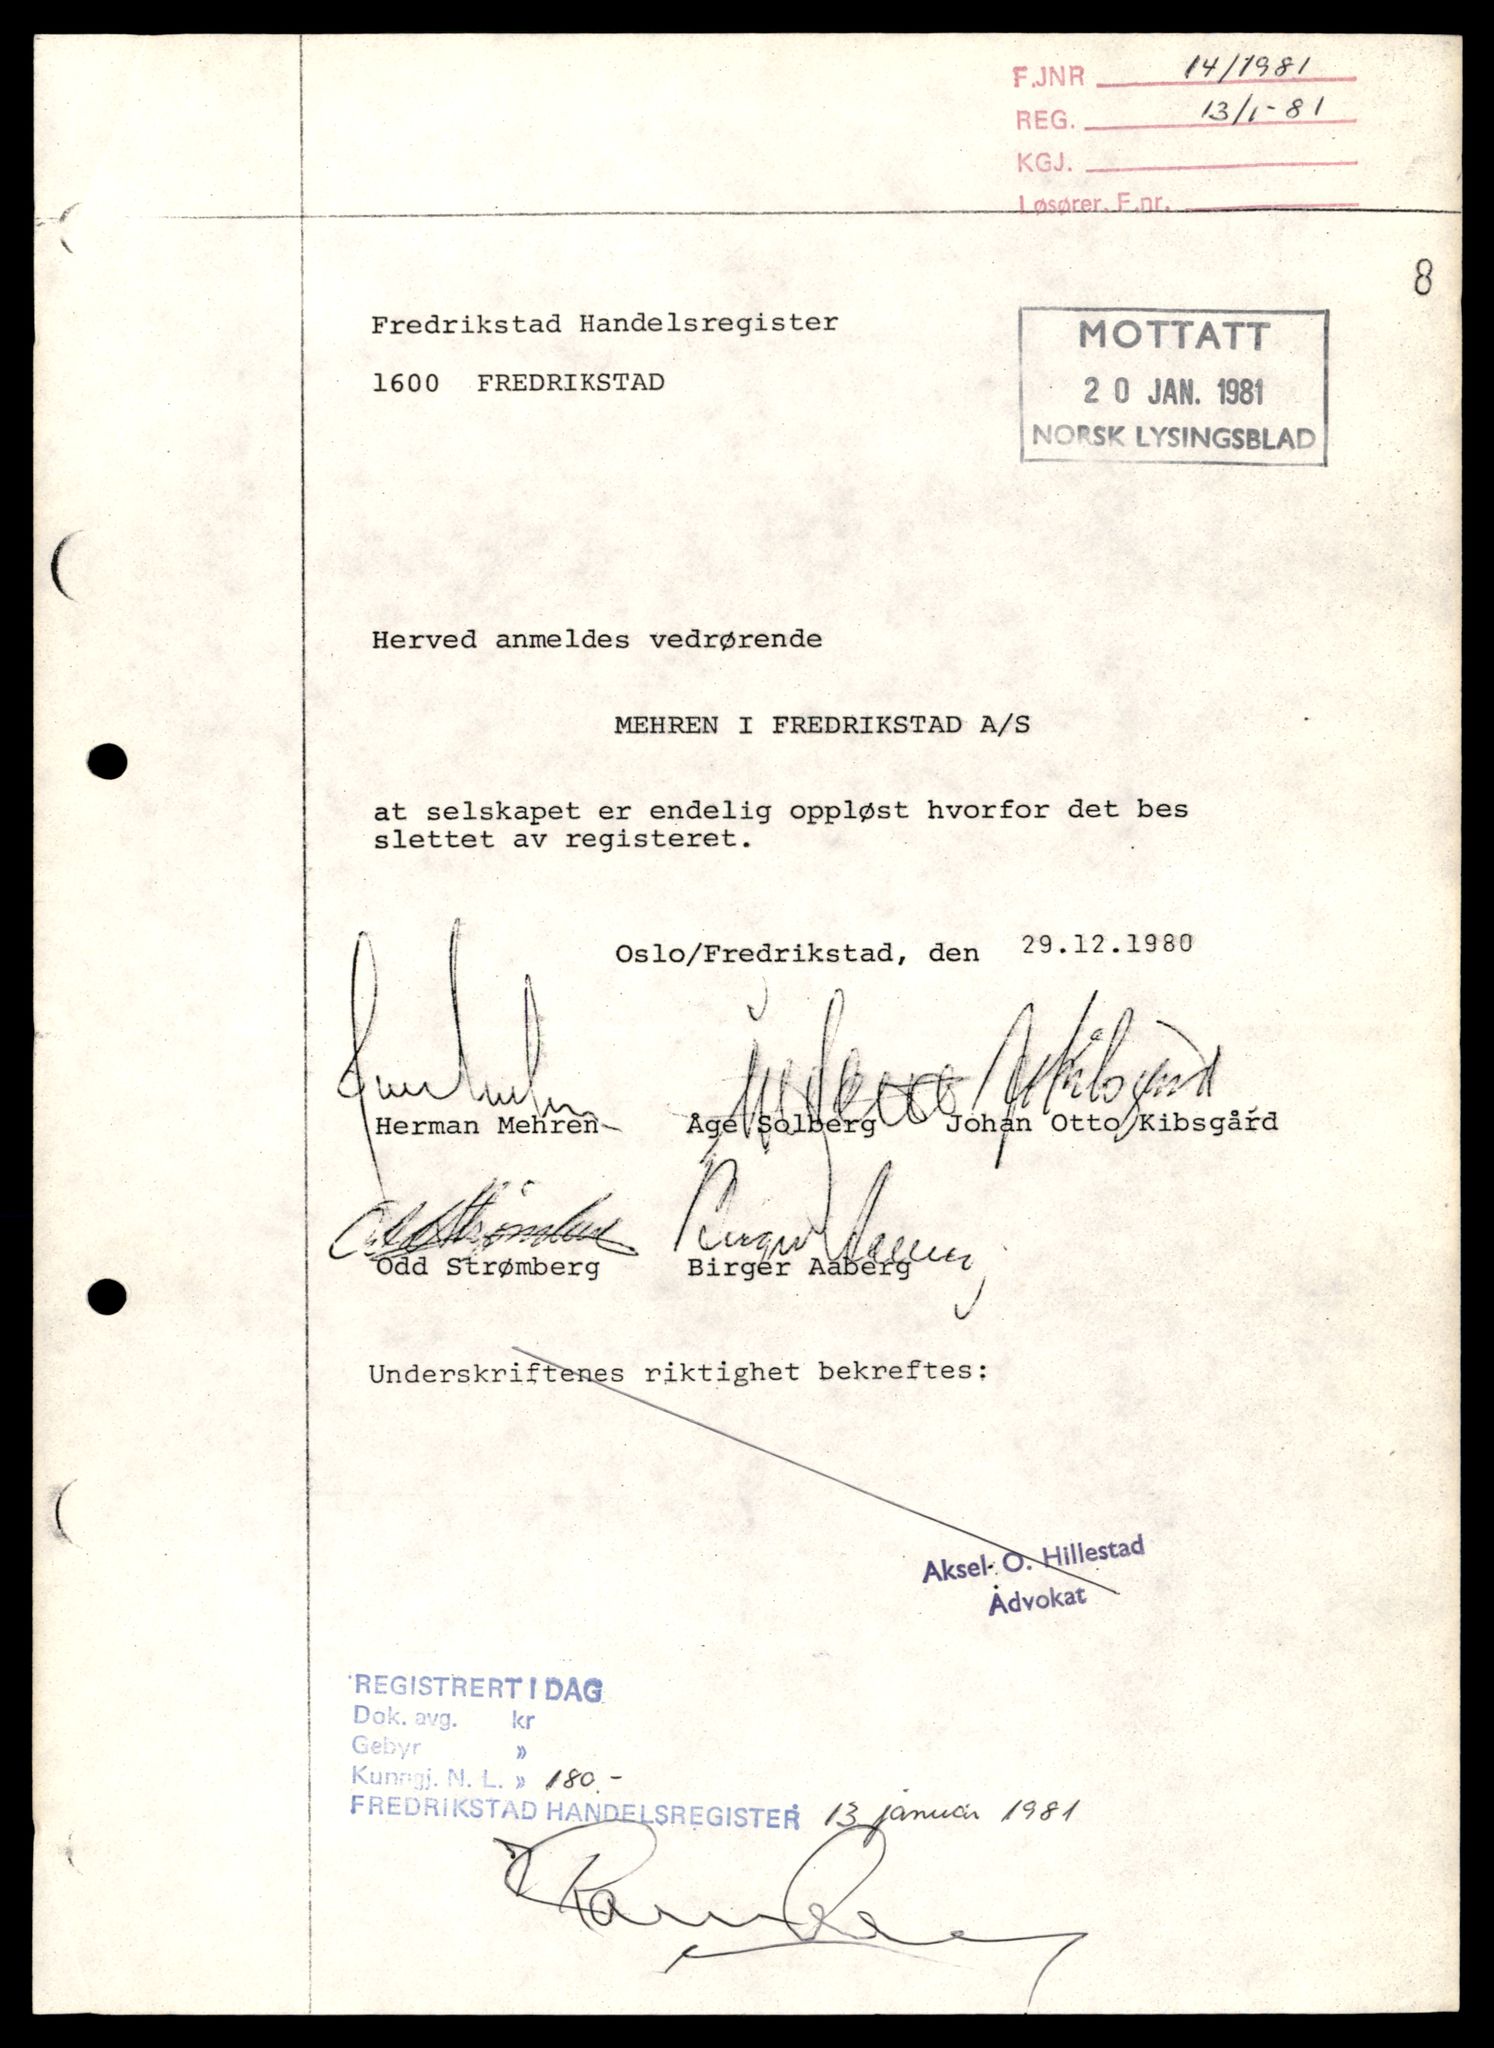 F.JNR 14/1981
REG. 13/1-81
KGJ.
Løsører. F.nr.
8
Fredrikstad Handelsregister
1600 FREDRIKSTAD
MOTTATT
20 JAN. 1981
NORSK LYSINGSBLAD
Herved anmeldes vedrørende
MEHREN I FREDRIKSTAD A/S
at selskapet er endelig oppløst hvorfor det bes
slettet av registeret.
Oslo/Fredrikstad, den 29.12.1980
Herman Mehren Åge Solberg Johan Otto Kibsgård
Odd Strømberg Birger Aaberg
Underskriftenes riktighet bekreftes:
Aksel O. Hillestad
Advokat
REGISTRERT I DAG
Dok. avg. kr
Gebyr »
Kunngj. N. L. » 180.-
FREDRIKSTAD HANDELSREGISTER 13 januar 1981